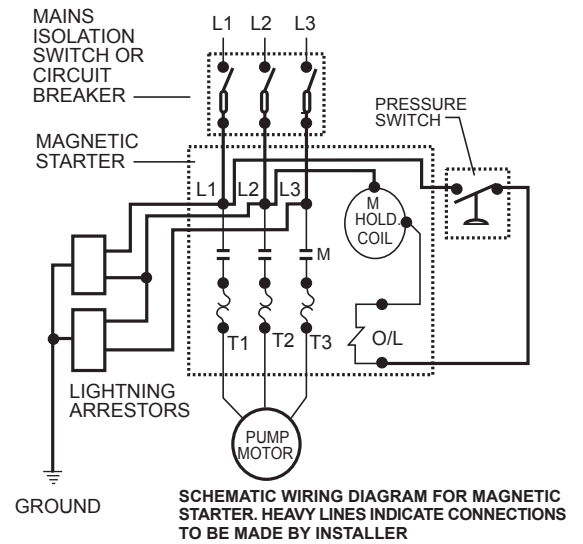 MAINS
ISOLATION
SWITCH OR
CIRCUIT
BREAKER
L1 L2 L3
PRESSURE
SWITCH
MAGNETIC
STARTER
L1 L2 L3
M
HOLD.
COIL
M
O/L
T1 T2 T3
LIGHTNING
ARRESTORS
PUMP
MOTOR
GROUND
SCHEMATIC WIRING DIAGRAM FOR MAGNETIC
STARTER. HEAVY LINES INDICATE CONNECTIONS
TO BE MADE BY INSTALLER